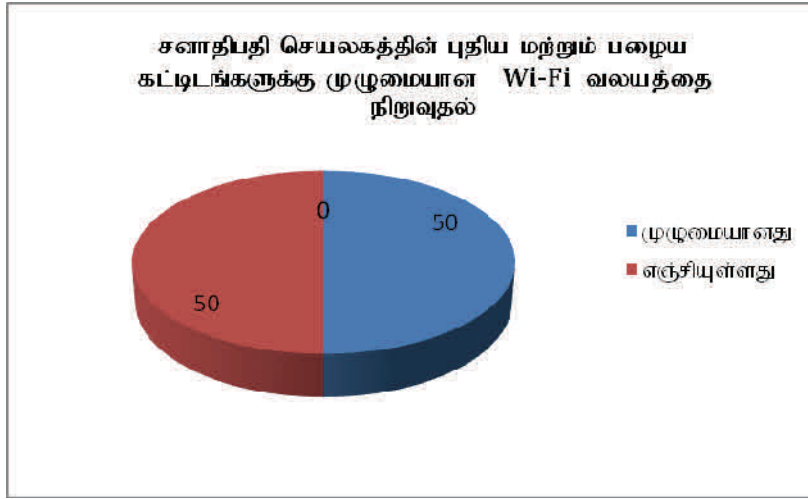 சனாதிபதி செயலகத்தின் புதிய மற்றும் பழைய
கட்டிடங்களுக்கு முழுமையான Wi-Fi வலயத்தை
நிறுவுதல்
0
50
50
முழுமையானது
எஞ்சியுள்ளது